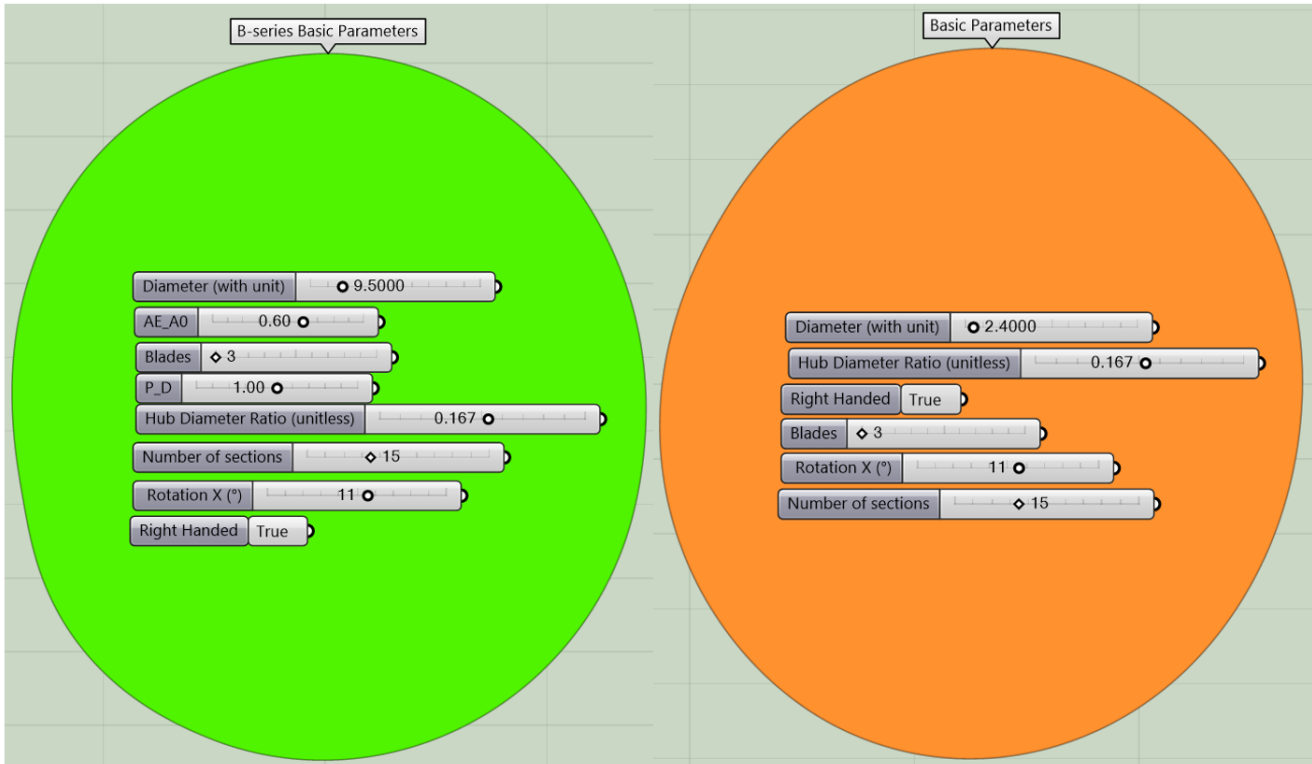 B-series Basic Parameters
Diameter (with unit) 9.5000
AE_A0 0.60
Blades 3
P_D 1.00
Hub Diameter Ratio (unitless) 0.167
Number of sections 15
Rotation X (°) 11
Right Handed True
Basic Parameters
Diameter (with unit) 2.4000
Hub Diameter Ratio (unitless) 0.167
Right Handed True
Blades 3
Rotation X (°) 11
Number of sections 15